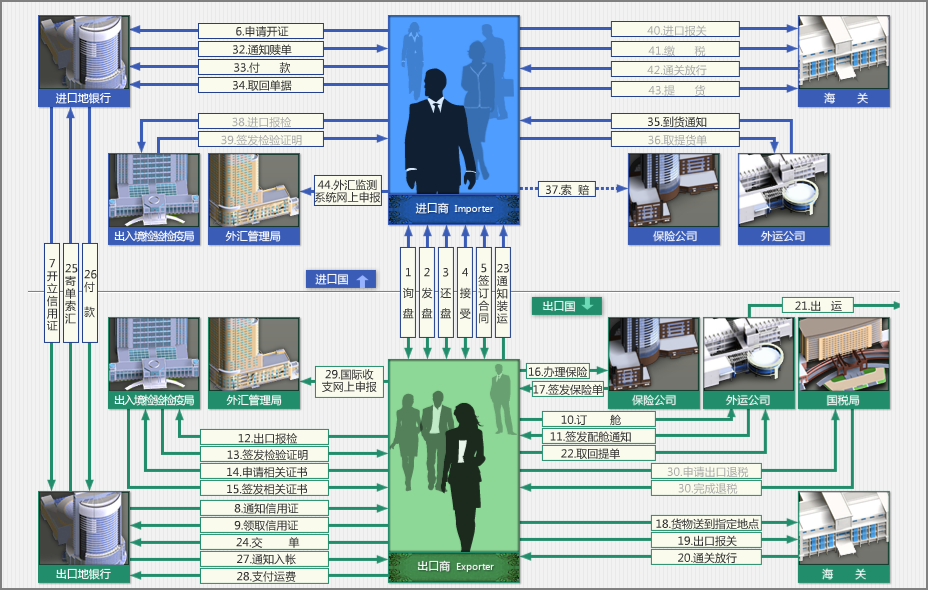 6.申请开证
32.通知赎单
33.付 款
34.取回单据
进口地银行
40.进口报关
41.缴 税
42.通关放行
43.提 货
海 关
38.进口报检
39.签发检验证明
35.到货通知
36.取提货单
44.外汇监测
系统网上申报
37.索 赔
进口商 Importer
出入境检验检疫局
外汇管理局
保险公司
外运公司
7开立信用证
25寄单索汇
26付 款
进口国
1询 盘
2发 盘
3还 盘
4接 受
5签订合同
23通知装运
出口国
21.出 运
29.国际收
支网上申报
16.办理保险
17.签发保险单
出入境检验检疫局
外汇管理局
保险公司
外运公司
国税局
10.订 舱
11.签发配舱通知
22.取回提单
12.出口报检
13.签发检验证明
14.申请相关证书
15.签发相关证书
30.申请出口退税
30.完成退税
8.通知信用证
9.领取信用证
24.交 单
27.通知入帐
28.支付运费
18.货物送到指定地点
19.出口报关
20.通关放行
出口地银行
出口商 Exporter
海 关